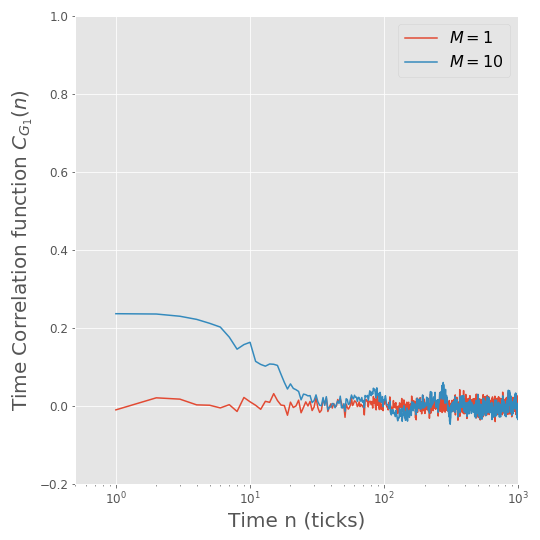 Time Correlation function $C_{G_1}(n)$
1.0
0.8
0.6
0.4
0.2
0.0
−0.2
$M = 1$
$M = 10$
$10^0$
$10^1$
$10^2$
$10^3$
Time n (ticks)